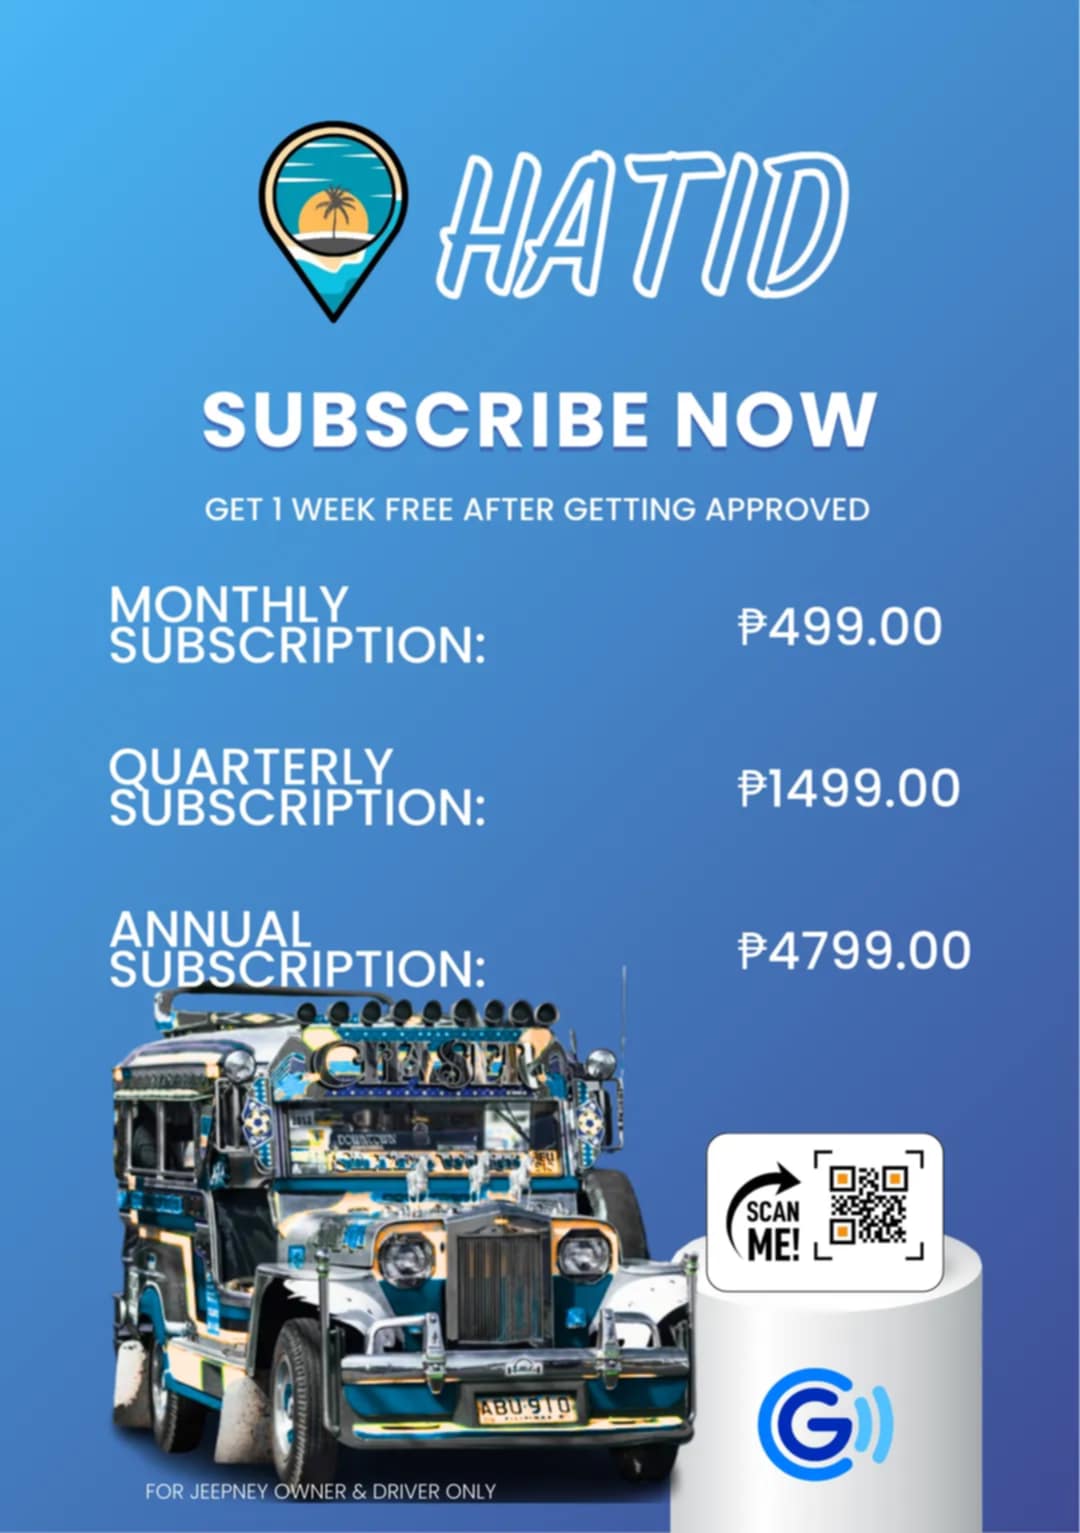 HATID
SUBSCRIBE NOW
GET 1 WEEK FREE AFTER GETTING APPROVED
MONTHLY
SUBSCRIPTION:
₱499.00
QUARTERLY
SUBSCRIPTION:
₱1499.00
ANNUAL
SUBSCRIPTION:
₱4799.00
DOWNTOWN
SCAN
ME!
G
ABU·910
FOR JEEPNEY OWNER & DRIVER ONLY